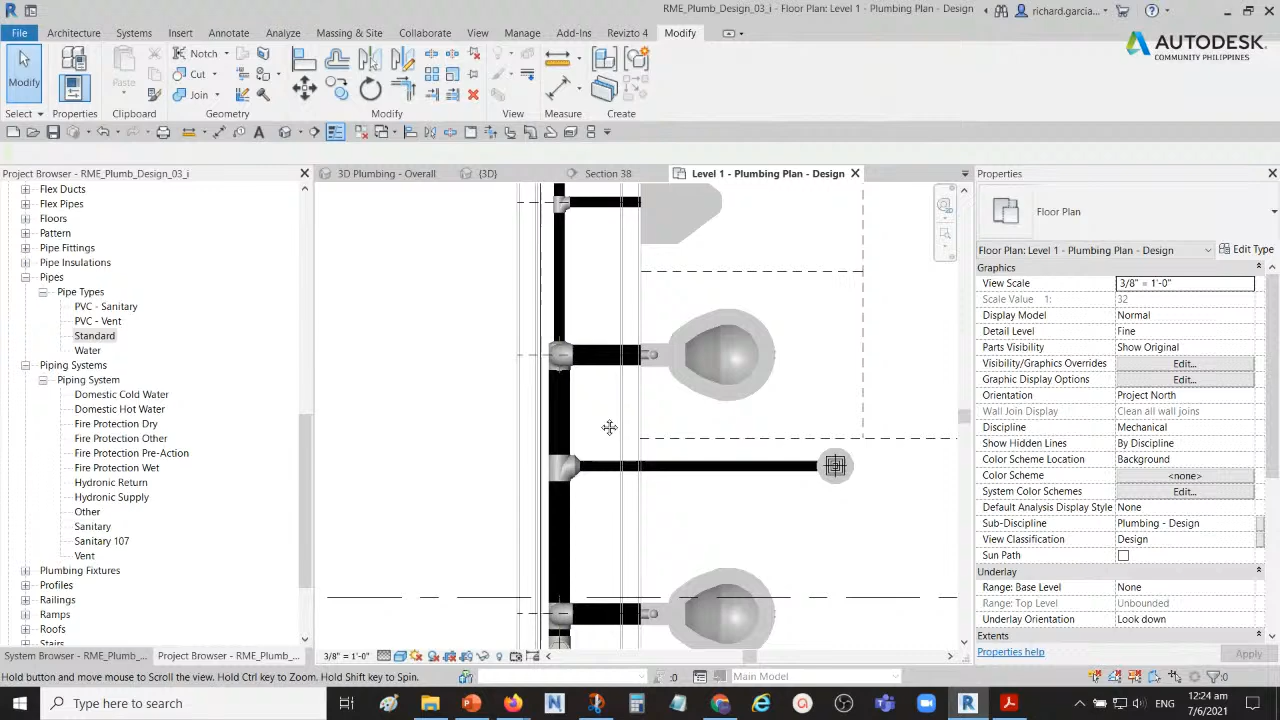 RME_Plumb_Design_03_i - Floor Plan: Level 1 - Plumbing Plan - Design
richard.garcia...
File Architecture Systems Insert Annotate Analyze Massing & Site Collaborate View Manage Add-Ins Revizto 4 Modify
AUTODESK
COMMUNITY PHILIPPINES
Modify
Paste
Notch
Cut
Join
Select Properties Clipboard Geometry Modify View Measure Create
Project Browser - RME_Plumb_Design_03_i
3D Plumbing - Overall
{3D}
Section 38
Level 1 - Plumbing Plan - Design
Properties
Flex Ducts
Flex Pipes
Floors
Pattern
Pipe Fittings
Pipe Insulations
Pipes
Pipe Types
PVC - Sanitary
PVC - Vent
Standard
Water
Piping Systems
Piping System
Domestic Cold Water
Domestic Hot Water
Fire Protection Dry
Fire Protection Other
Fire Protection Pre-Action
Fire Protection Wet
Hydronic Return
Hydronic Supply
Other
Sanitary
Sanitary 107
Vent
Plumbing Fixtures
Profiles
Railings
Ramps
Roofs
Stairs
System Browser - RME_Plumb_...
Project Browser - RME_Plumb_...
Floor Plan
Floor Plan: Level 1 - Plumbing Plan - Design
Edit Type
Graphics
View Scale 3/8" = 1'-0"
Scale Value 1: 32
Display Model Normal
Detail Level Fine
Parts Visibility Show Original
Visibility/Graphics Overrides Edit...
Graphic Display Options Edit...
Orientation Project North
Wall Join Display Clean all wall joins
Discipline Mechanical
Show Hidden Lines By Discipline
Color Scheme Location Background
Color Scheme <none>
System Color Schemes Edit...
Default Analysis Display Style None
Sub-Discipline Plumbing - Design
View Classification Design
Sun Path
Underlay
Range: Base Level None
Range: Top Level Unbounded
Underlay Orientation Look down
Extents
Properties help
Apply
3/8" = 1'-0"
Hold button and move mouse to Scroll the view. Hold Ctrl key to Zoom. Hold Shift key to Spin.
:0
Main Model
:0
Type here to search
ENG
12:24 am
7/6/2021